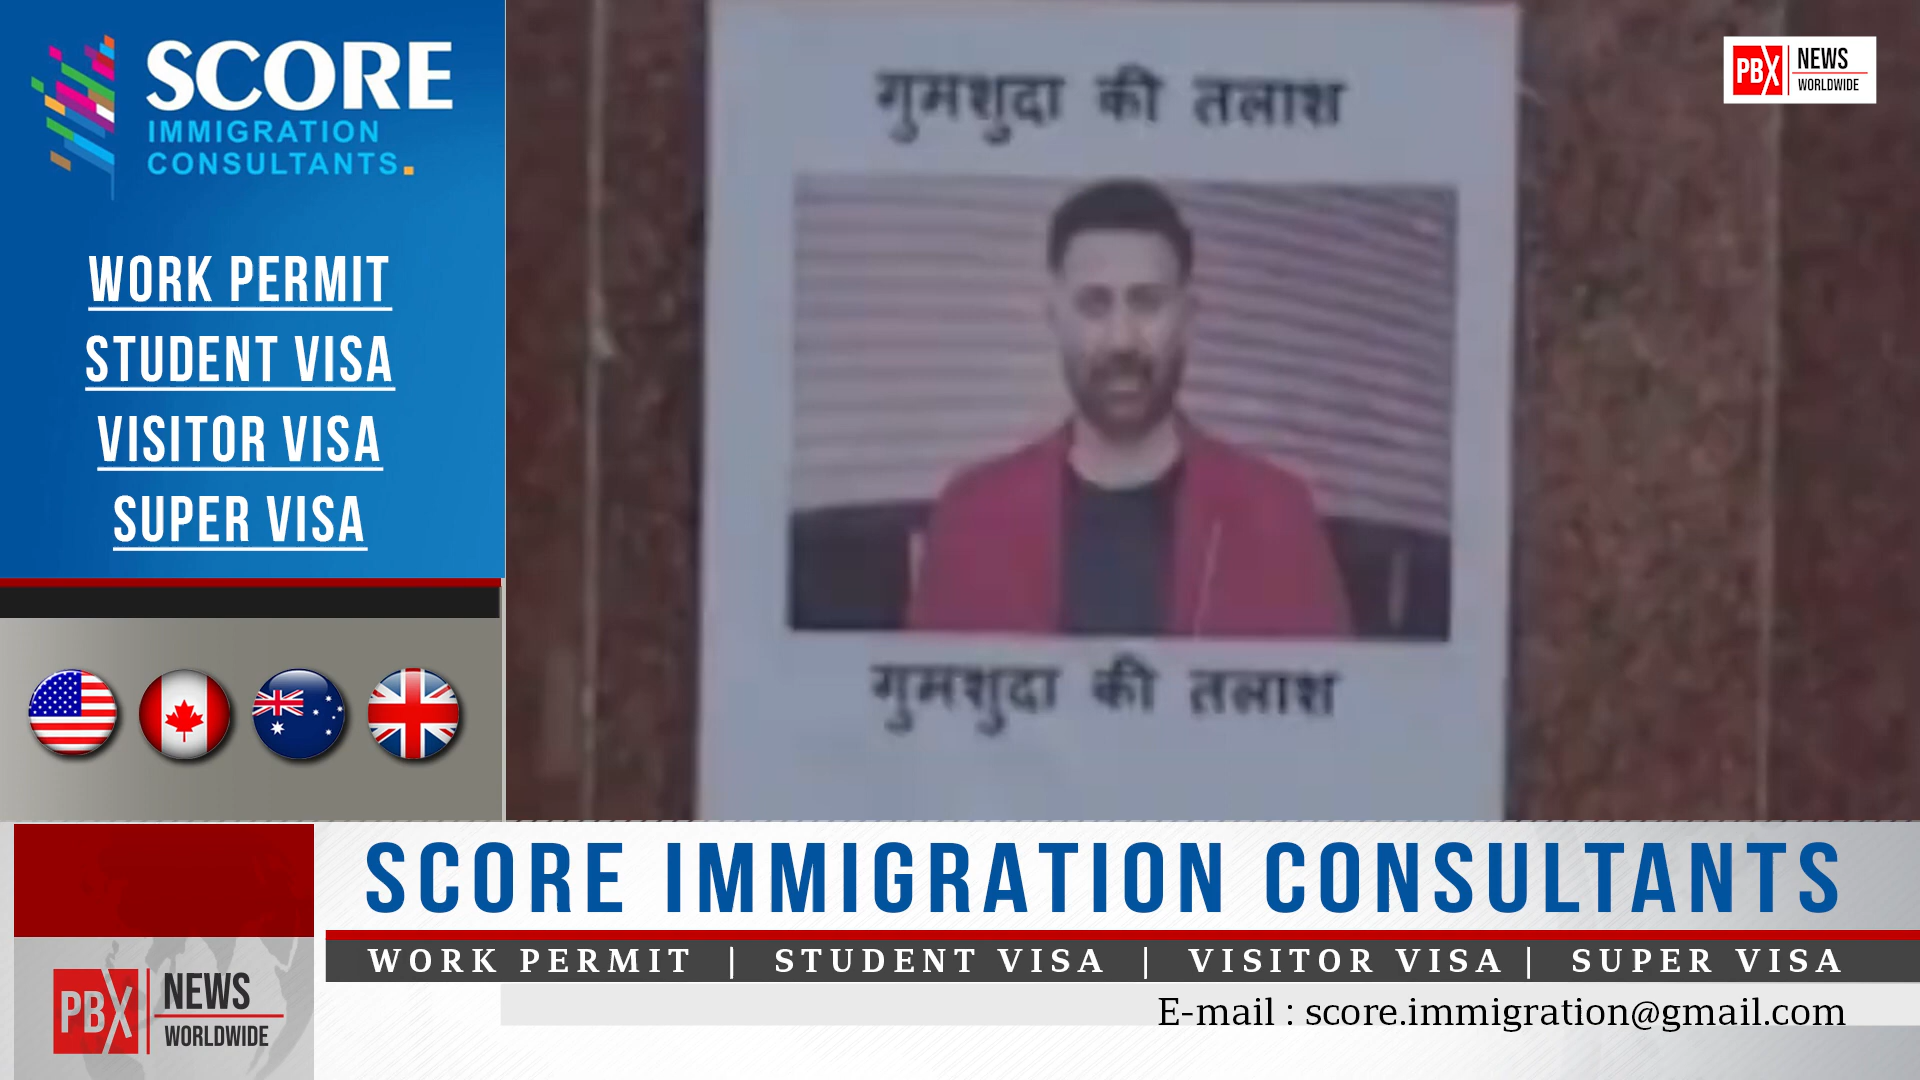 SCORE
IMMIGRATION
CONSULTANTS.
WORK PERMIT
STUDENT VISA
VISITOR VISA
SUPER VISA
गुमशुदा की तलाश
गुमशुदा की तलाश
PBX NEWS
WORLDWIDE
SCORE IMMIGRATION CONSULTANTS
WORK PERMIT | STUDENT VISA | VISITOR VISA | SUPER VISA
E-mail : score.immigration@gmail.com
PBX NEWS
WORLDWIDE